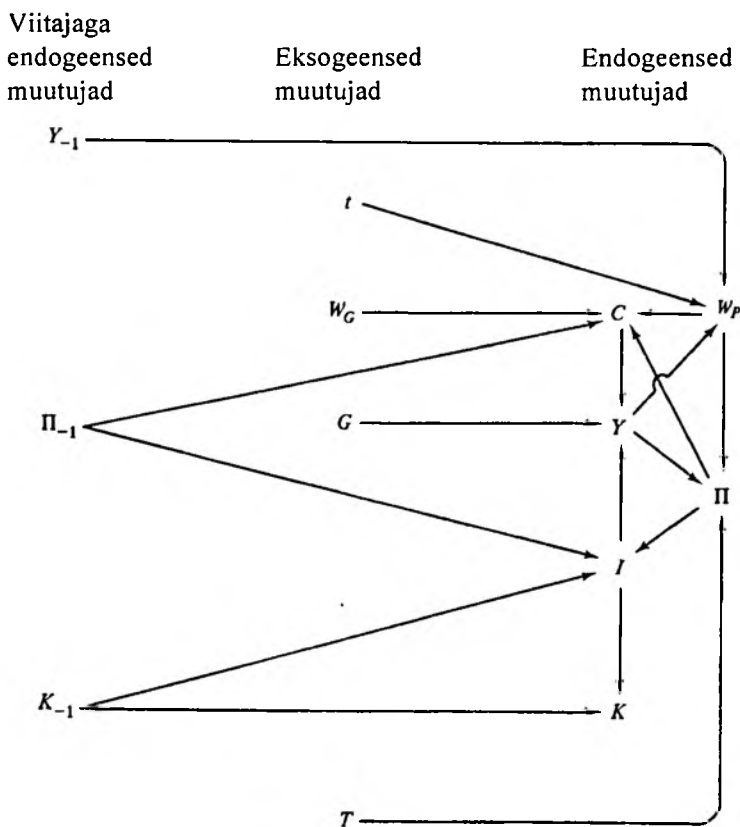 Viitajaga
endogeensed
muutujad
Eksogeensed
muutujad
Endogeensed
muutujad
Y₋₁
t
W_G
C
W_P
Π₋₁
G
Y
Π
I
K₋₁
K
T